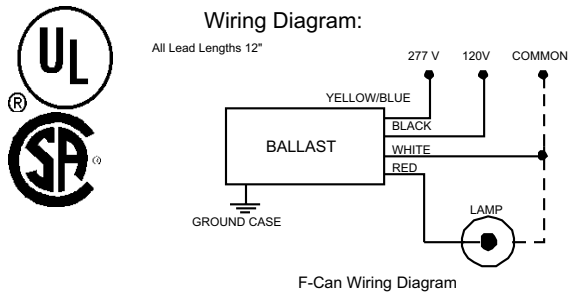 Wiring Diagram:
All Lead Lengths 12"
UL
®
SA
277 V 120V COMMON
YELLOW/BLUE
BLACK
BALLAST
WHITE
RED
GROUND CASE
LAMP
F-Can Wiring Diagram